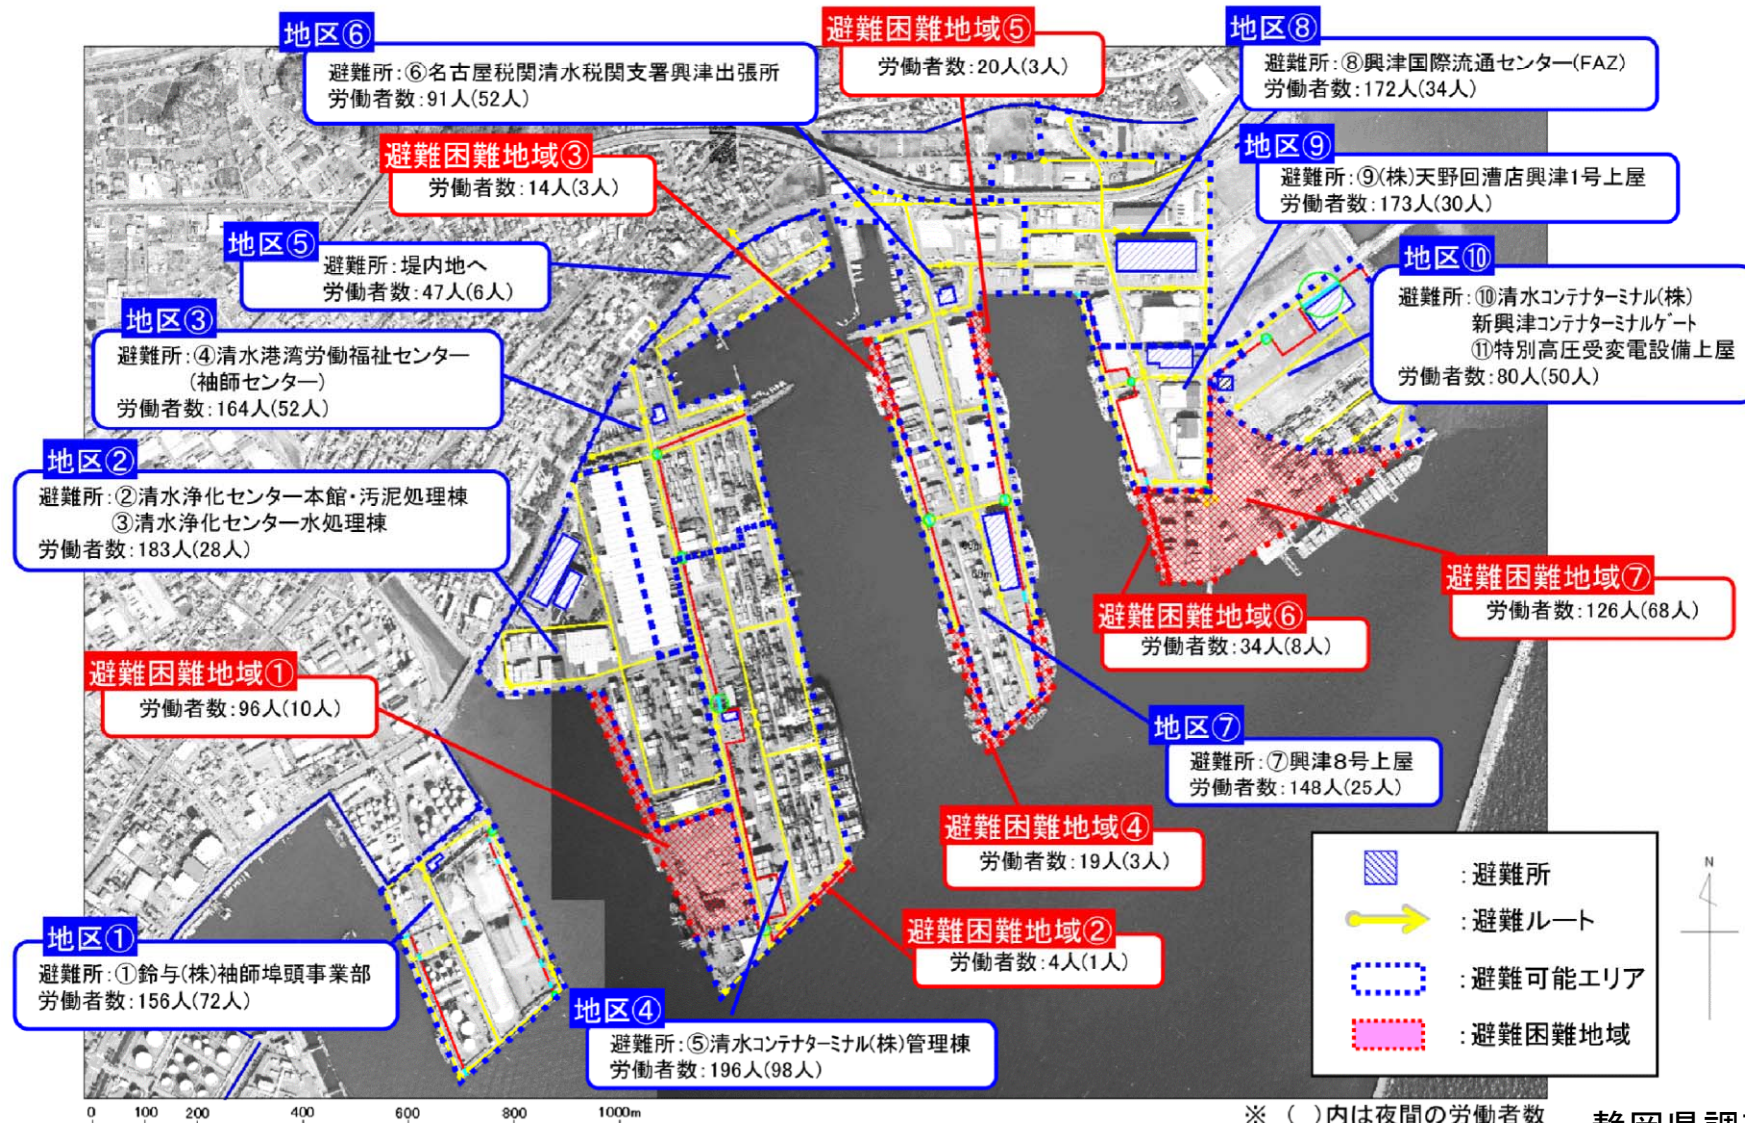 地区⑥
避難所:⑥名古屋税関清水税関支署興津出張所
労働者数:91人(52人)
避難困難地域⑤
労働者数:20人(3人)
地区⑧
避難所:⑧興津国際流通センター(FAZ)
労働者数:172人(34人)
避難困難地域③
労働者数:14人(3人)
地区⑨
避難所:⑨(株)天野回漕店興津1号上屋
労働者数:173人(30人)
地区⑤
避難所:堤内地へ
労働者数:47人(6人)
地区⑩
避難所:⑩清水コンテナターミナル(株)
新興津コンテナターミナルゲート
⑪特別高圧受変電設備上屋
労働者数:80人(50人)
地区③
避難所:④清水港湾労働福祉センター
(袖師センター)
労働者数:164人(52人)
地区②
避難所:②清水浄化センター本館・汚泥処理棟
③清水浄化センター水処理棟
労働者数:183人(28人)
避難困難地域⑦
労働者数:126人(68人)
避難困難地域⑥
労働者数:34人(8人)
避難困難地域①
労働者数:96人(10人)
地区⑦
避難所:⑦興津8号上屋
労働者数:148人(25人)
避難困難地域④
労働者数:19人(3人)
避難困難地域②
労働者数:4人(1人)
地区①
避難所:①鈴与(株)袖師埠頭事業部
労働者数:156人(72人)
地区④
避難所:⑤清水コンテナターミナル(株)管理棟
労働者数:196人(98人)
:避難所
:避難ルート
:避難可能エリア
:避難困難地域
N
0 100 200 400 600 800 1000m
※ ( )内は夜間の労働者数
静岡県調